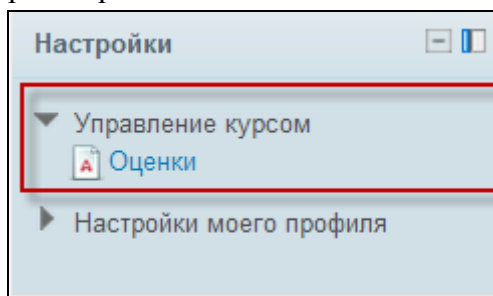 Настройки
Управление курсом
Оценки
Настройки моего профиля